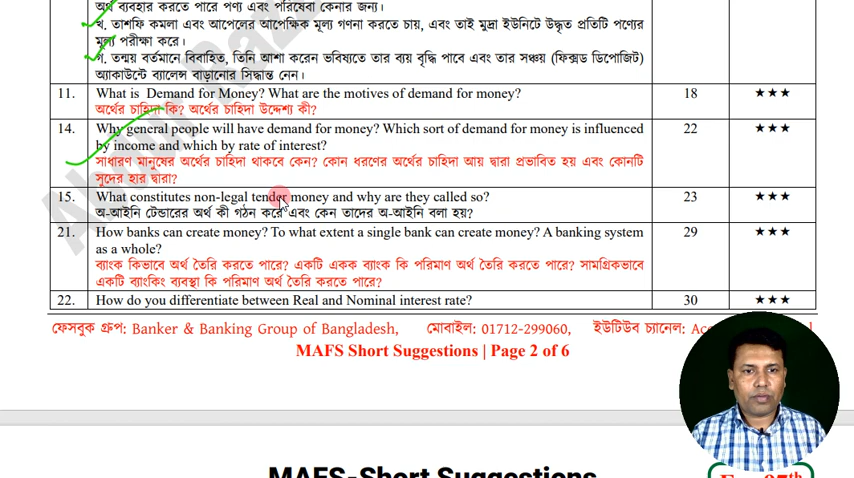 অর্থ ব্যবহার করতে পারে পণ্য এবং পরিষেবা কেনার জন্য।
খ. তাশফি কমলা এবং আপেলের আপেক্ষিক মূল্য গণনা করতে চায়, এবং তাই মুদ্রা ইউনিটে উদ্ধৃত প্রতিটি পণ্যের
মূল্য পরীক্ষা করে।
গ. তন্ময় বর্তমানে বিবাহিত, তিনি আশা করেন ভবিষ্যতে তার ব্যয় বৃদ্ধি পাবে এবং তার সঞ্চয় (ফিক্সড ডিপোজিট)
অ্যাকাউন্টে ব্যালেন্স বাড়ানোর সিদ্ধান্ত নেন।
11. What is Demand for Money? What are the motives of demand for money? 18 ★★★
অর্থের চাহিদা কি? অর্থের চাহিদা উদ্দেশ্য কী?
14. Why general people will have demand for money? Which sort of demand for money is influenced 22 ★★★
by income and which by rate of interest?
সাধারণ মানুষের অর্থের চাহিদা থাকবে কেন? কোন ধরণের অর্থের চাহিদা আয় দ্বারা প্রভাবিত হয় এবং কোনটি
সুদের হার দ্বারা?
15. What constitutes non-legal tender money and why are they called so? 23 ★★★
অ-আইনি টেন্ডারের অর্থ কী গঠন করে এবং কেন তাদের অ-আইনি বলা হয়?
21. How banks can create money? To what extent a single bank can create money? A banking system 29 ★★★
as a whole?
ব্যাংক কিভাবে অর্থ তৈরি করতে পারে? একটি একক ব্যাংক কি পরিমাণ অর্থ তৈরি করতে পারে? সামগ্রিকভাবে
একটি ব্যাংকিং ব্যবস্থা কি পরিমাণ অর্থ তৈরি করতে পারে?
22. How do you differentiate between Real and Nominal interest rate? 30 ★★★
ফেসবুক গ্রুপ: Banker & Banking Group of Bangladesh, মোবাইল: 01712-299060, ইউটিউব চ্যানেল:
MAFS Short Suggestions | Page 2 of 6
MAFS-Short Suggestions
97th